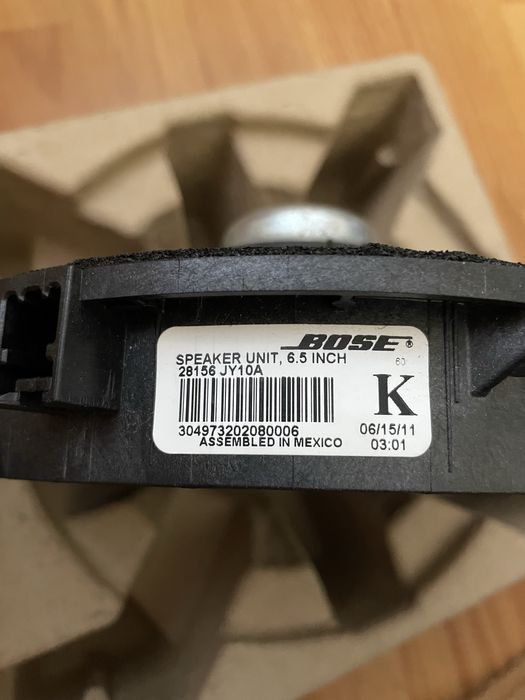 BOSE®
SPEAKER UNIT, 6.5 INCH
60
28156 JY10A
K
304973202080006
06/15/11
ASSEMBLED IN MEXICO
03:01